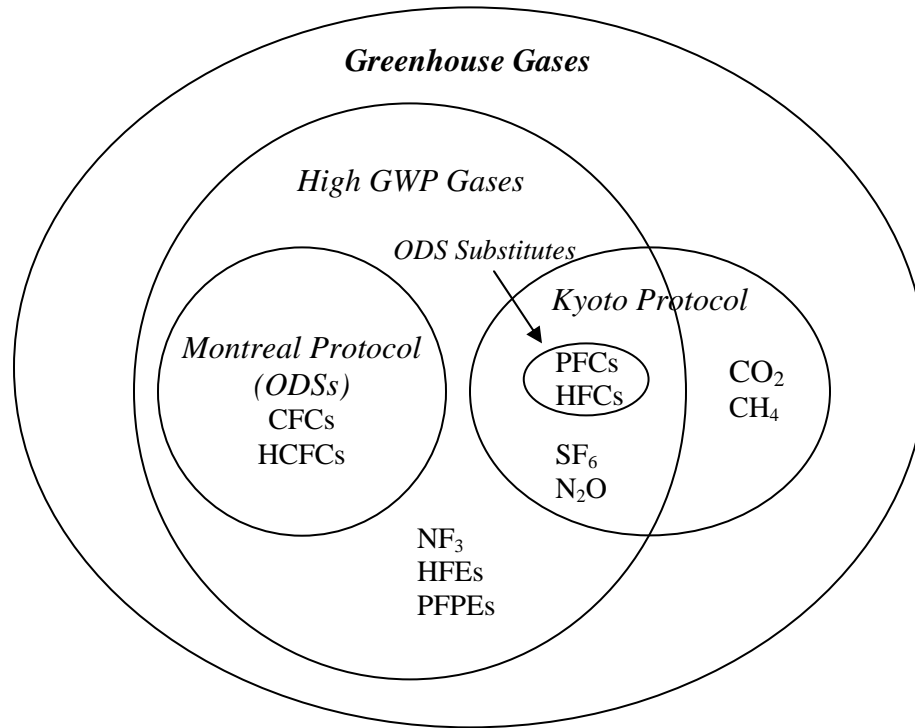 Greenhouse Gases
High GWP Gases
ODS Substitutes
Kyoto Protocol
Montreal Protocol
(ODSs)
CFCs
HCFCs
PFCs
HFCs
SF₆
N₂O
CO₂
CH₄
NF₃
HFEs
PFPEs